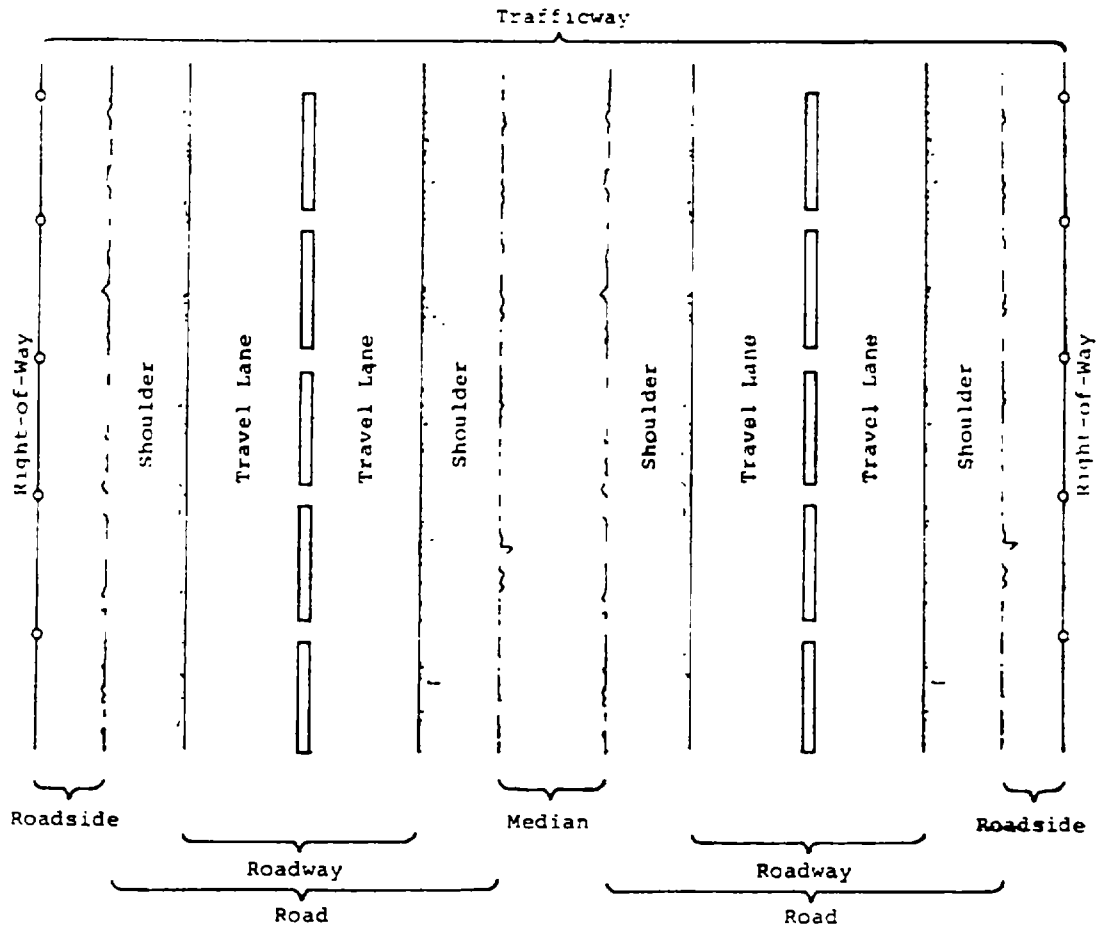 Trafficway
Right-of-Way
Shoulder
Travel Lane
Travel Lane
Shoulder
Shoulder
Travel Lane
Travel Lane
Shoulder
Right-of-Way
Roadside
Median
Roadside
Roadway
Roadway
Road
Road